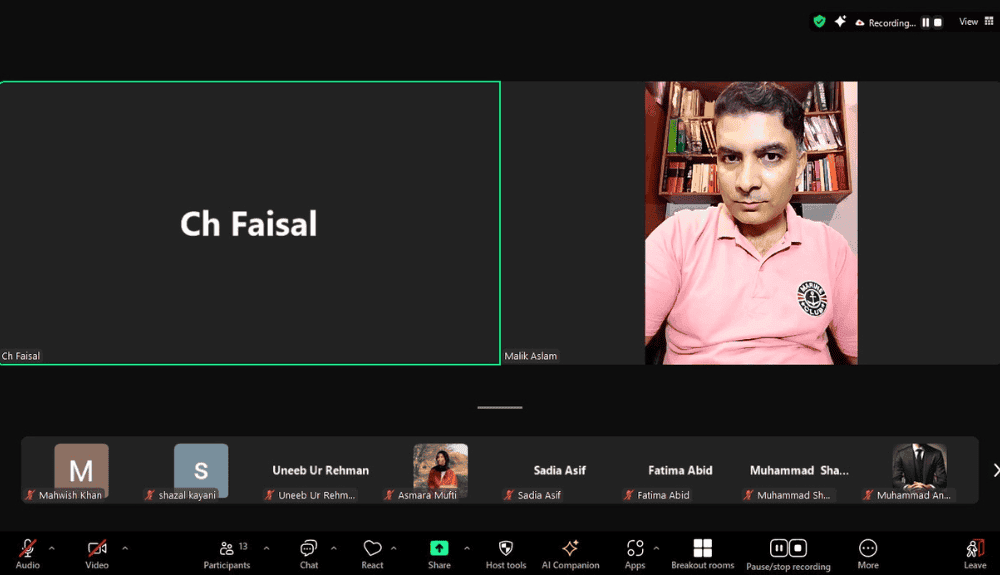 Recording...
View
Ch Faisal
MARINE
CLUB
Ch Faisal
Malik Aslam
M
s
Uneeb Ur Rehman
Sadia Asif
Fatima Abid
Muhammad Sha...
Mahwish Khan
shazal kayani
Uneeb Ur Rehm...
Asmara Mufti
Sadia Asif
Fatima Abid
Muhammad Sh...
Muhammad An...
13
Audio
Video
Participants
Chat
React
Share
Host tools
AI Companion
Apps
Breakout rooms
Pause/stop recording
More
Leave